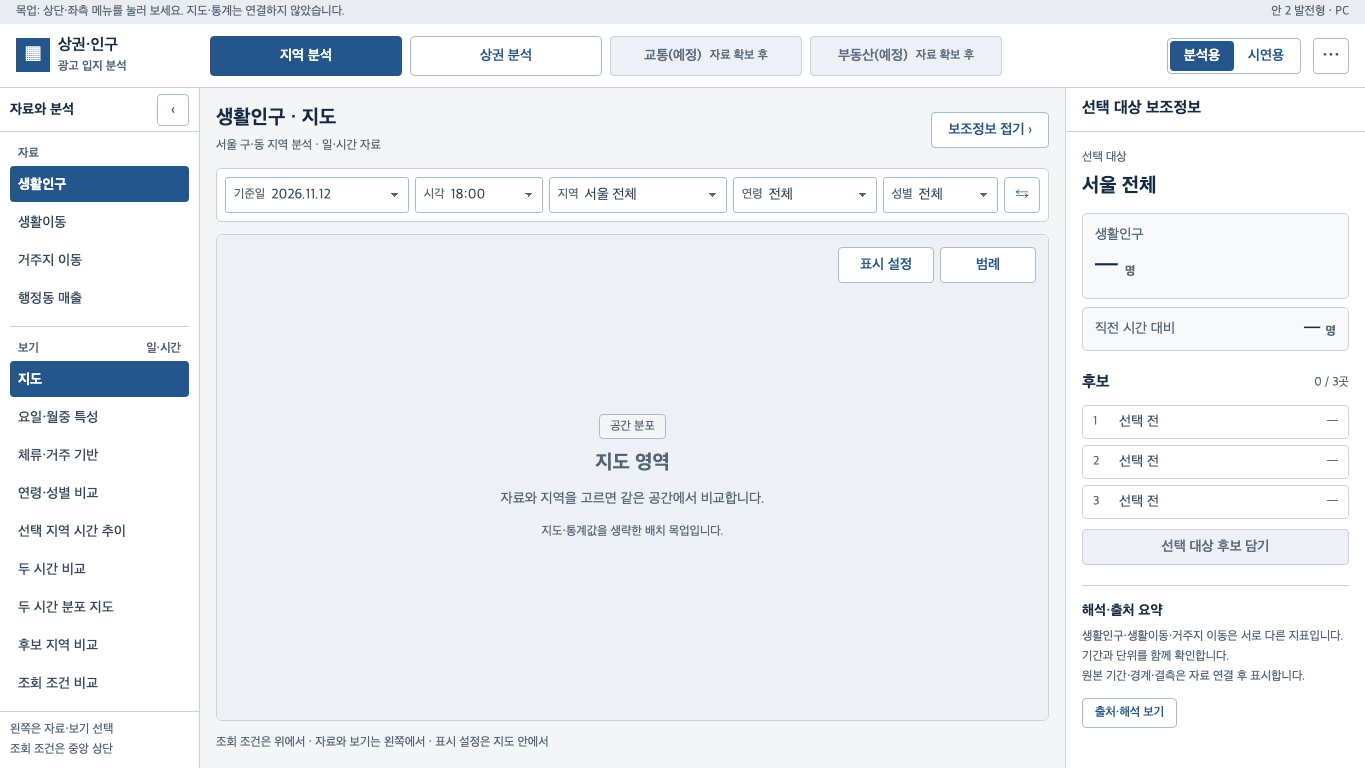 목업: 상단·좌측 메뉴를 눌러 보세요. 지도·통계는 연결하지 않았습니다.
안 2 발전형 · PC
상권·인구
광고 입지 분석
지역 분석
상권 분석
교통(예정) 자료 확보 후
부동산(예정) 자료 확보 후
분석용
시연용
···
자료와 분석
‹
자료
생활인구
생활이동
거주지 이동
행정동 매출
보기 일·시간
지도
요일·월중 특성
체류·거주 기반
연령·성별 비교
선택 지역 시간 추이
두 시간 비교
두 시간 분포 지도
후보 지역 비교
조회 조건 비교
왼쪽은 자료·보기 선택
조회 조건은 중앙 상단
생활인구 · 지도
서울 구·동 지역 분석 · 일·시간 자료
보조정보 접기 ›
기준일 2026.11.12
시각 18:00
지역 서울 전체
연령 전체
성별 전체
⇆
표시 설정
범례
공간 분포
지도 영역
자료와 지역을 고르면 같은 공간에서 비교합니다.
지도·통계값을 생략한 배치 목업입니다.
조회 조건은 위에서 · 자료와 보기는 왼쪽에서 · 표시 설정은 지도 안에서
선택 대상 보조정보
선택 대상
서울 전체
생활인구
— 명
직전 시간 대비 — 명
후보 0 / 3곳
1 선택 전 —
2 선택 전 —
3 선택 전 —
선택 대상 후보 담기
해석·출처 요약
생활인구·생활이동·거주지 이동은 서로 다른 지표입니다.
기간과 단위를 함께 확인합니다.
원본 기간·경계·결측은 자료 연결 후 표시합니다.
출처·해석 보기